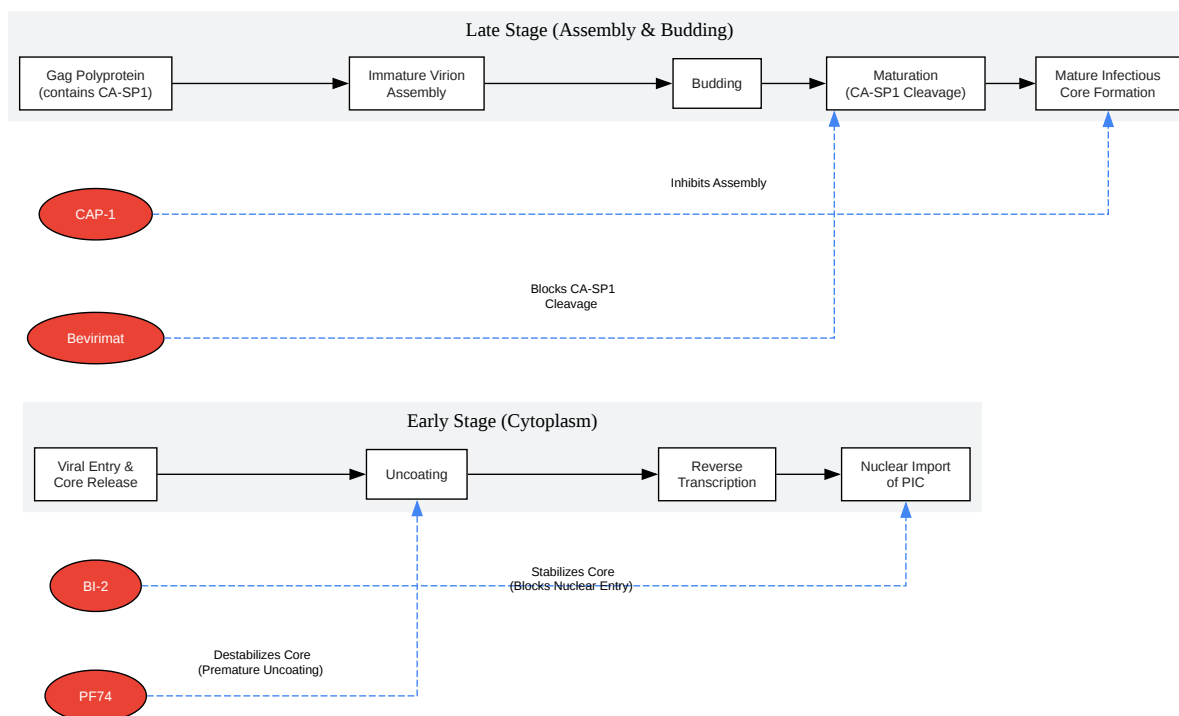 Late Stage (Assembly & Budding)
Gag Polyprotein
(contains CA-SP1)
Immature Virion
Assembly
Budding
Maturation
(CA-SP1 Cleavage)
Mature Infectious
Core Formation
Inhibits Assembly
CAP-1
Blocks CA-SP1
Cleavage
Bevirimat
Early Stage (Cytoplasm)
Viral Entry &
Core Release
Uncoating
Reverse
Transcription
Nuclear Import
of PIC
Stabilizes Core
(Blocks Nuclear Entry)
BI-2
Destabilizes Core
(Premature Uncoating)
PF74